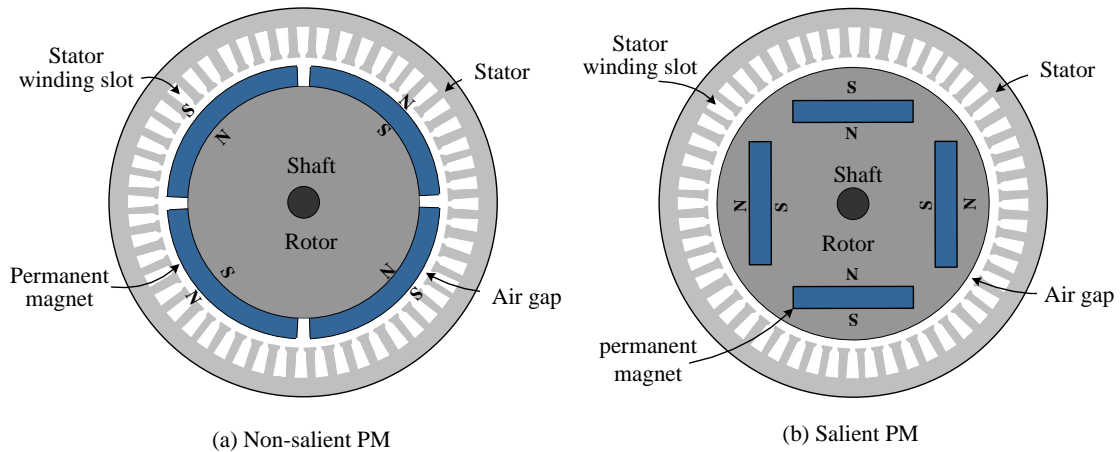 Stator
winding slot
Stator
S
N
N
S
Shaft
Rotor
S
N
N
S
Permanent
magnet
Air gap
(a) Non-salient PM
Stator
winding slot
Stator
S
N
N
S
Shaft
S
N
Rotor
N
S
permanent
magnet
Air gap
(b) Salient PM